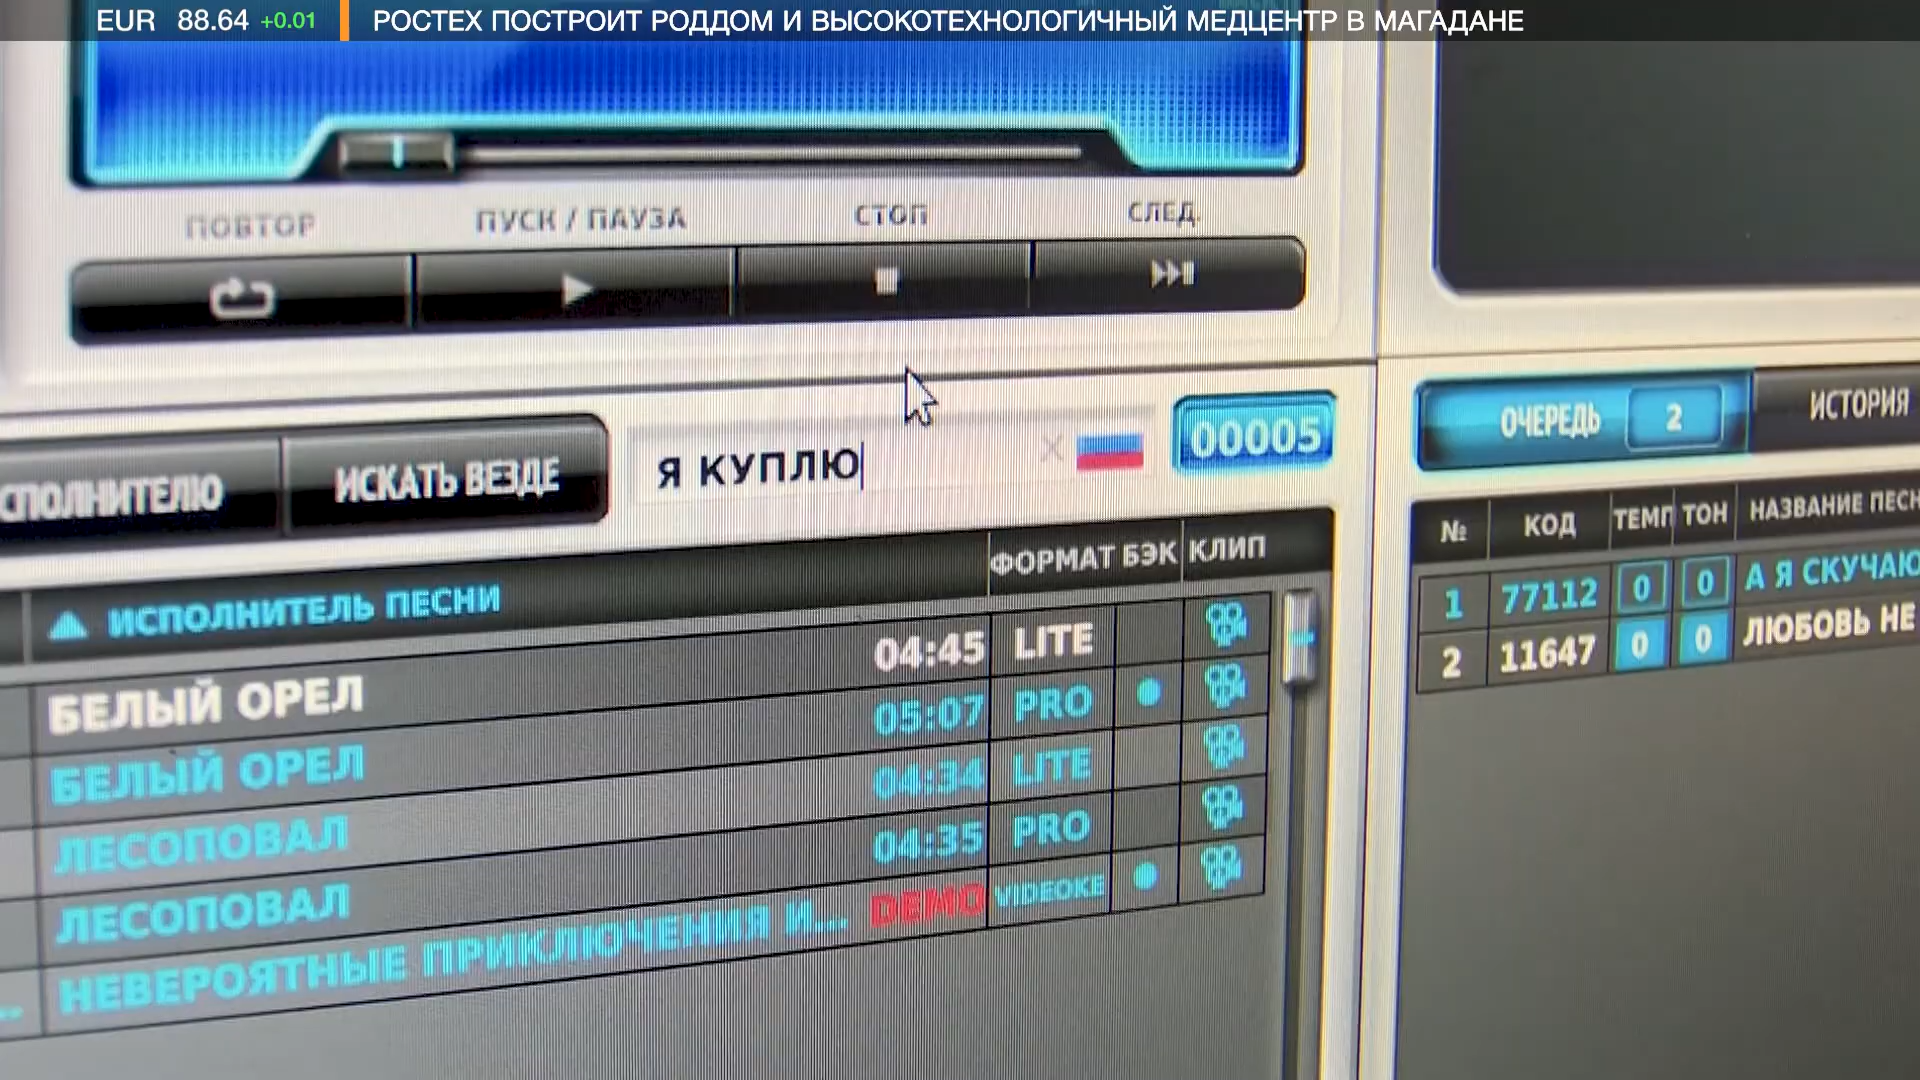 EUR 88.64 +0.01 РОСТЕХ ПОСТРОИТ РОДДОМ И ВЫСОКОТЕХНОЛОГИЧНЫЙ МЕДЦЕНТР В МАГАДАНЕ
ПОВТОР ПУСК / ПАУЗА СТОП СЛЕД.
СПОЛНИТЕЛЮ ИСКАТЬ ВЕЗДЕ Я КУПЛЮ 00005
ИСПОЛНИТЕЛЬ ПЕСНИ ФОРМАТ БЭК КЛИП
БЕЛЫЙ ОРЕЛ 04:45 LITE
БЕЛЫЙ ОРЕЛ 05:07 PRO
ЛЕСОПОВАЛ 04:34 LITE
ЛЕСОПОВАЛ 04:35 PRO
НЕВЕРОЯТНЫЕ ПРИКЛЮЧЕНИЯ И... DEMO VIDEOKE
ОЧЕРЕДЬ 2 ИСТОРИЯ
№ КОД ТЕМП ТОН НАЗВАНИЕ ПЕСН
1 77112 0 0 А Я СКУЧАЮ
2 11647 0 0 ЛЮБОВЬ НЕ